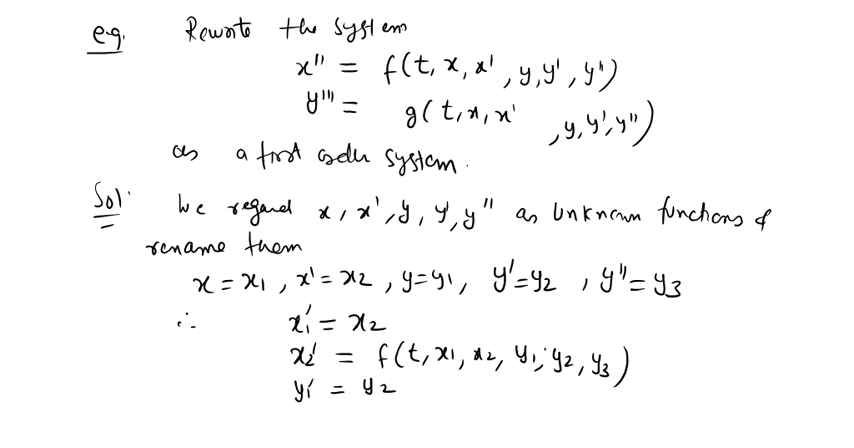 e.g. Rewrite the system
x'' = f(t, x, x', y, y', y'')
y''' = g(t, x, x', y, y', y'')
as a first order system.
Sol. We regard x, x', y, y', y'' as unknown functions &
rename them
x = x₁, x' = x₂, y = y₁, y' = y₂, y'' = y₃
∴ x₁' = x₂
x₂' = f(t, x₁, x₂, y₁, y₂, y₃)
y₁' = y₂